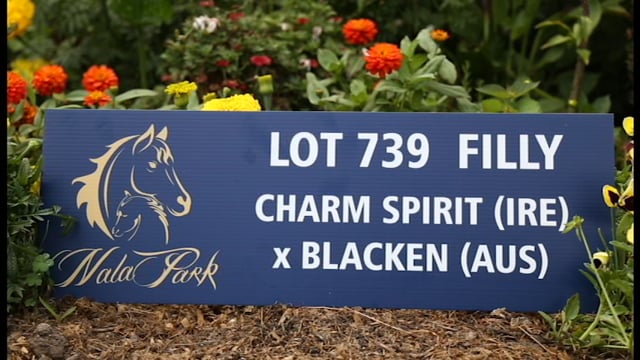 LOT 739 FILLY
CHARM SPIRIT (IRE)
x BLACKEN (AUS)
Nala Park